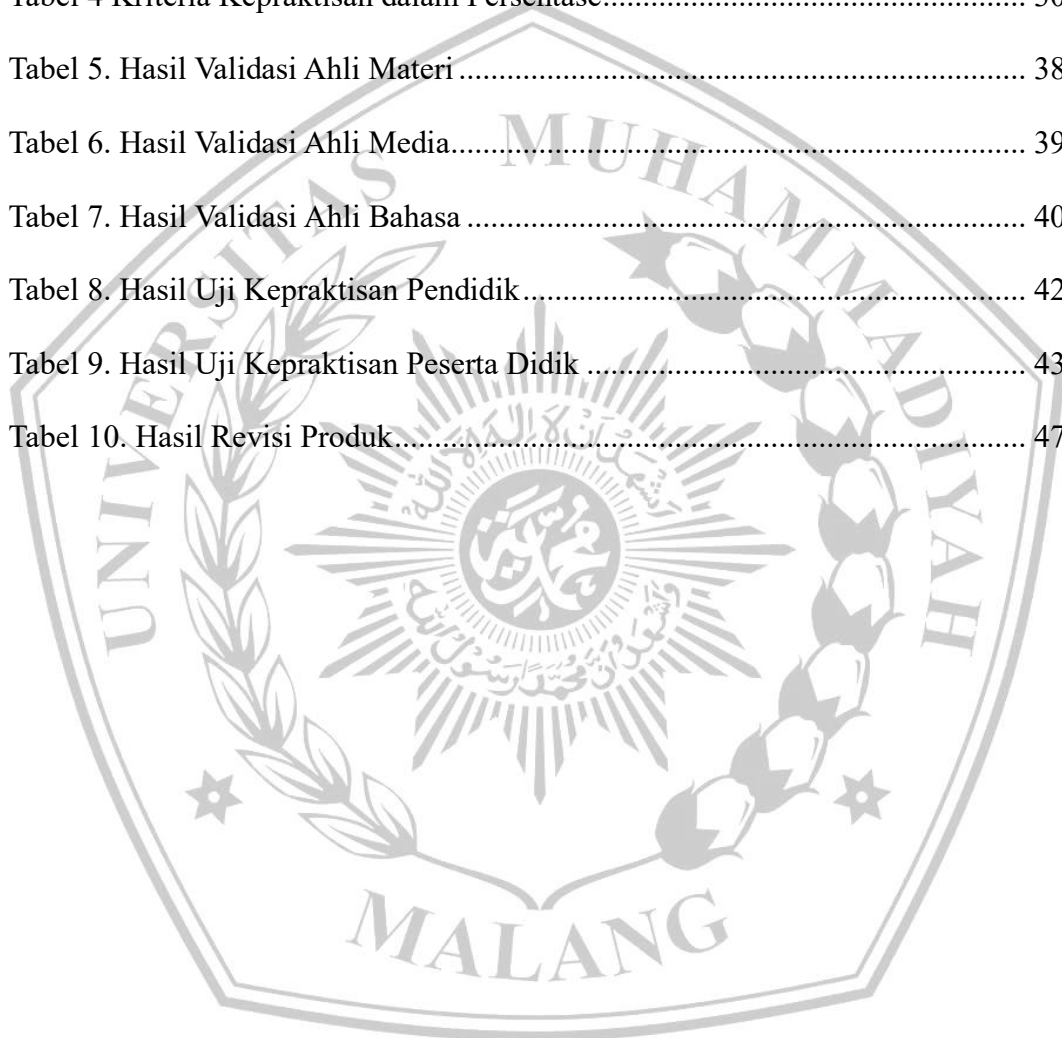 Tabel 4 Kriteria Kepraktisan dalam Persentase
Tabel 5. Hasil Validasi Ahli Materi ........................................................................ 38
Tabel 6. Hasil Validasi Ahli Media......................................................................... 39
Tabel 7. Hasil Validasi Ahli Bahasa ....................................................................... 40
Tabel 8. Hasil Uji Kepraktisan Pendidik................................................................ 42
Tabel 9. Hasil Uji Kepraktisan Peserta Didik ........................................................ 43
Tabel 10. Hasil Revisi Produk................................................................................ 47
UNIVERSITAS MUHAMMADIYAH
MALANG